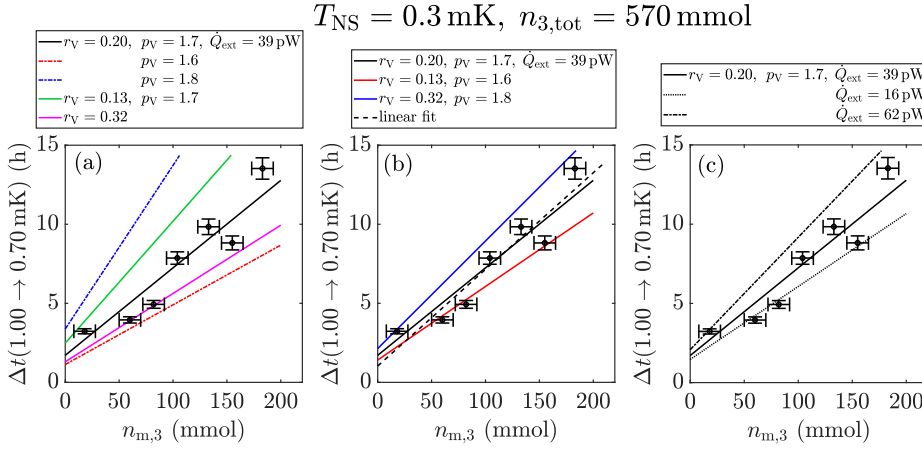 T_NS = 0.3 mK, n_3,tot = 570 mmol
r_V = 0.20, p_V = 1.7, Q̇_ext = 39 pW
p_V = 1.6
p_V = 1.8
r_V = 0.13, p_V = 1.7
r_V = 0.32
r_V = 0.20, p_V = 1.7, Q̇_ext = 39 pW
r_V = 0.13, p_V = 1.6
r_V = 0.32, p_V = 1.8
linear fit
r_V = 0.20, p_V = 1.7, Q̇_ext = 39 pW
Q̇_ext = 16 pW
Q̇_ext = 62 pW
(a)
Δt(1.00 → 0.70 mK) (h)
15
10
5
0
0 50 100 150 200
n_m,3 (mmol)
(b)
Δt(1.00 → 0.70 mK) (h)
15
10
5
0
0 50 100 150 200
n_m,3 (mmol)
(c)
Δt(1.00 → 0.70 mK) (h)
15
10
5
0
0 50 100 150 200
n_m,3 (mmol)